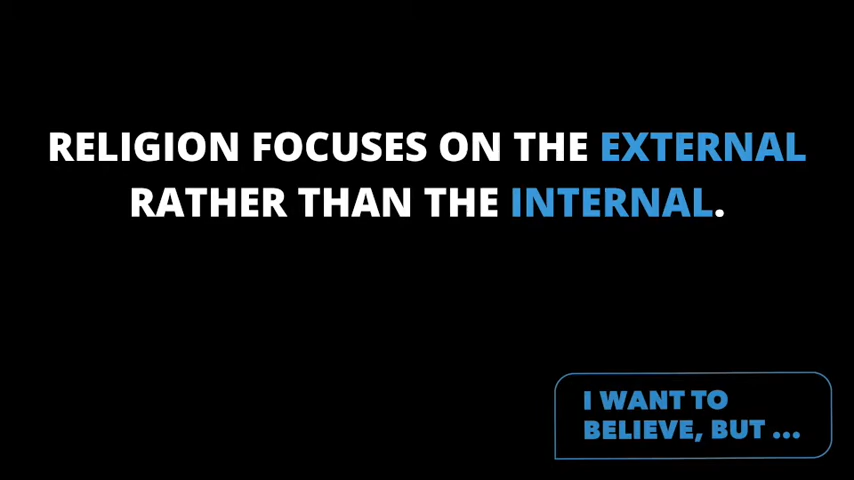 RELIGION FOCUSES ON THE EXTERNAL
RATHER THAN THE INTERNAL.
I WANT TO
BELIEVE, BUT ...